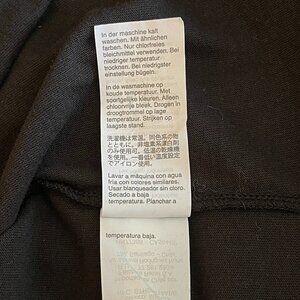 In der maschine kalt
waschen. Mit ähnlichen
farben. Nur chlorfreies
bleichmittel verwenden. Bei
niedriger temperatur
trocknen. Bei niedrigster
einstellung bügeln.
In de wasmachine op
koude temperatuur. Met
soortgelijke kleuren. Alleen
chloorvrije bleek. Drogen in
droogtrommel op lage
temperatuur. Strijken op
laagste stand.
洗濯機は常温。同色系の物
とともに。非塩素系漂白剤
のみ使用可。低温の乾燥機
を使用。一番低い温度設定
でアイロン使用。
Lavar a máquina con agua
fría con colores similares.
Usar blanqueador sin cloro.
Secado a baja
temperatura. Planchar a
temperatura baja.